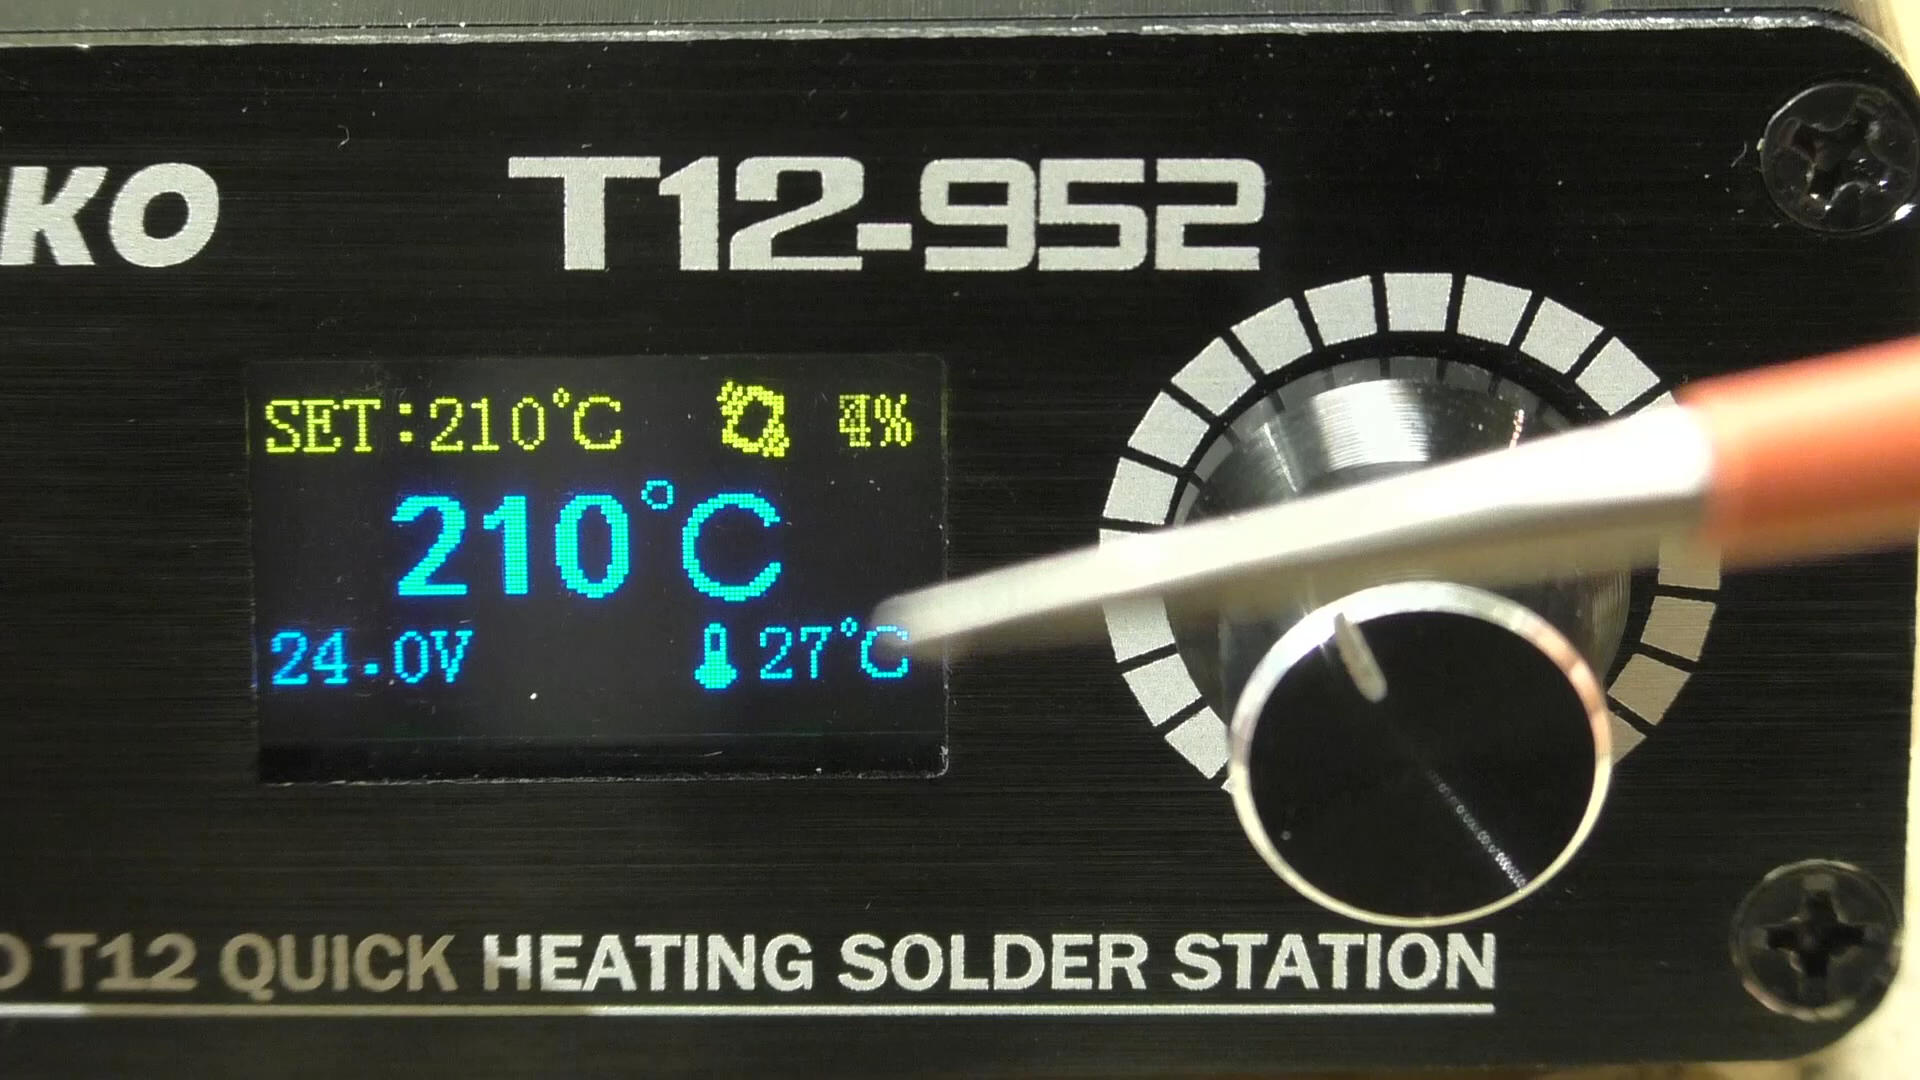 KO
T12-952
SET:210°C 4%
210°C
24.0V 27°C
O T12 QUICK HEATING SOLDER STATION